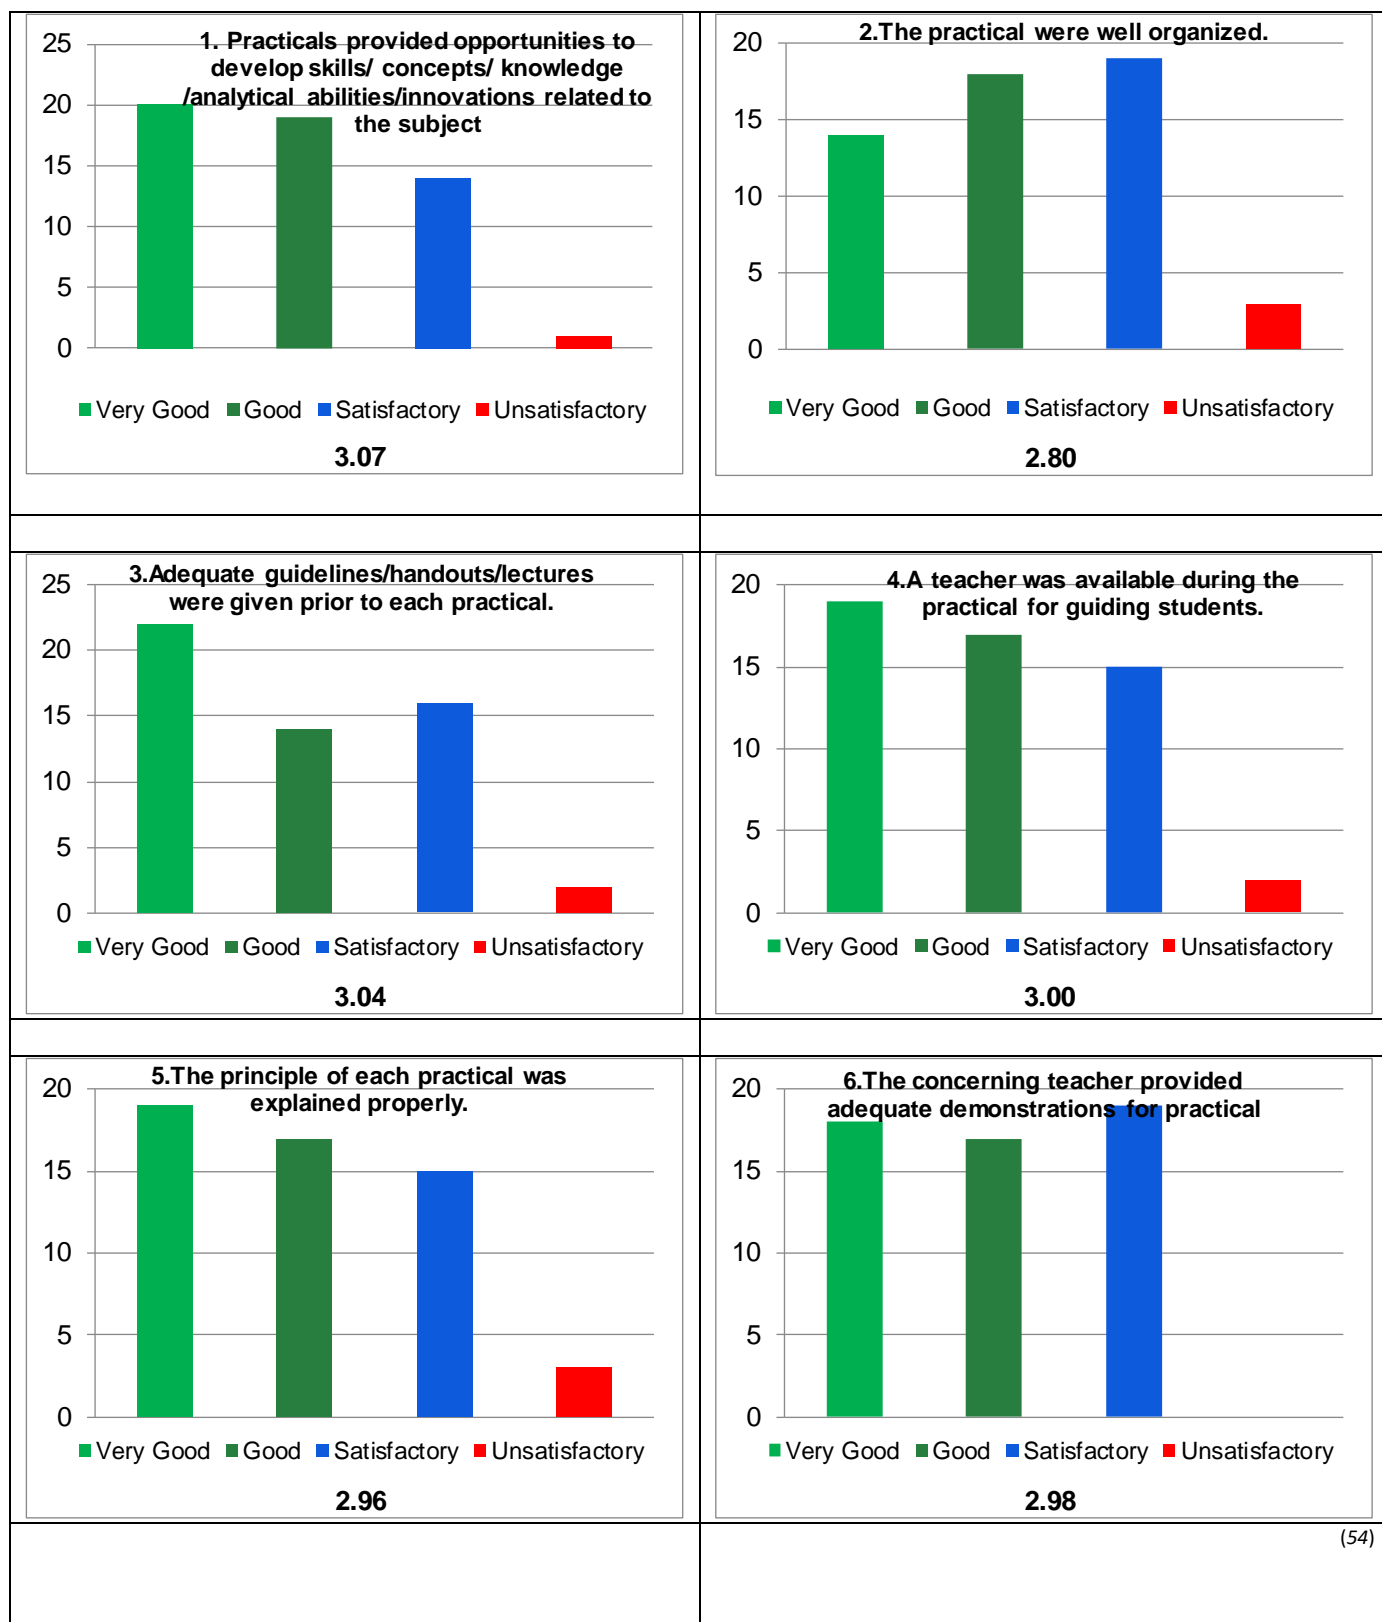 1. Practicals provided opportunities to
develop skills/ concepts/ knowledge
/analytical abilities/innovations related to
the subject
25
20
15
10
5
0
Very Good Good Satisfactory Unsatisfactory
3.07
2.The practical were well organized.
20
15
10
5
0
Very Good Good Satisfactory Unsatisfactory
2.80
3.Adequate guidelines/handouts/lectures
were given prior to each practical.
25
20
15
10
5
0
Very Good Good Satisfactory Unsatisfactory
3.04
4.A teacher was available during the
practical for guiding students.
20
15
10
5
0
Very Good Good Satisfactory Unsatisfactory
3.00
5.The principle of each practical was
explained properly.
20
15
10
5
0
Very Good Good Satisfactory Unsatisfactory
2.96
6.The concerning teacher provided
adequate demonstrations for practical
20
15
10
5
0
Very Good Good Satisfactory Unsatisfactory
2.98
(54)